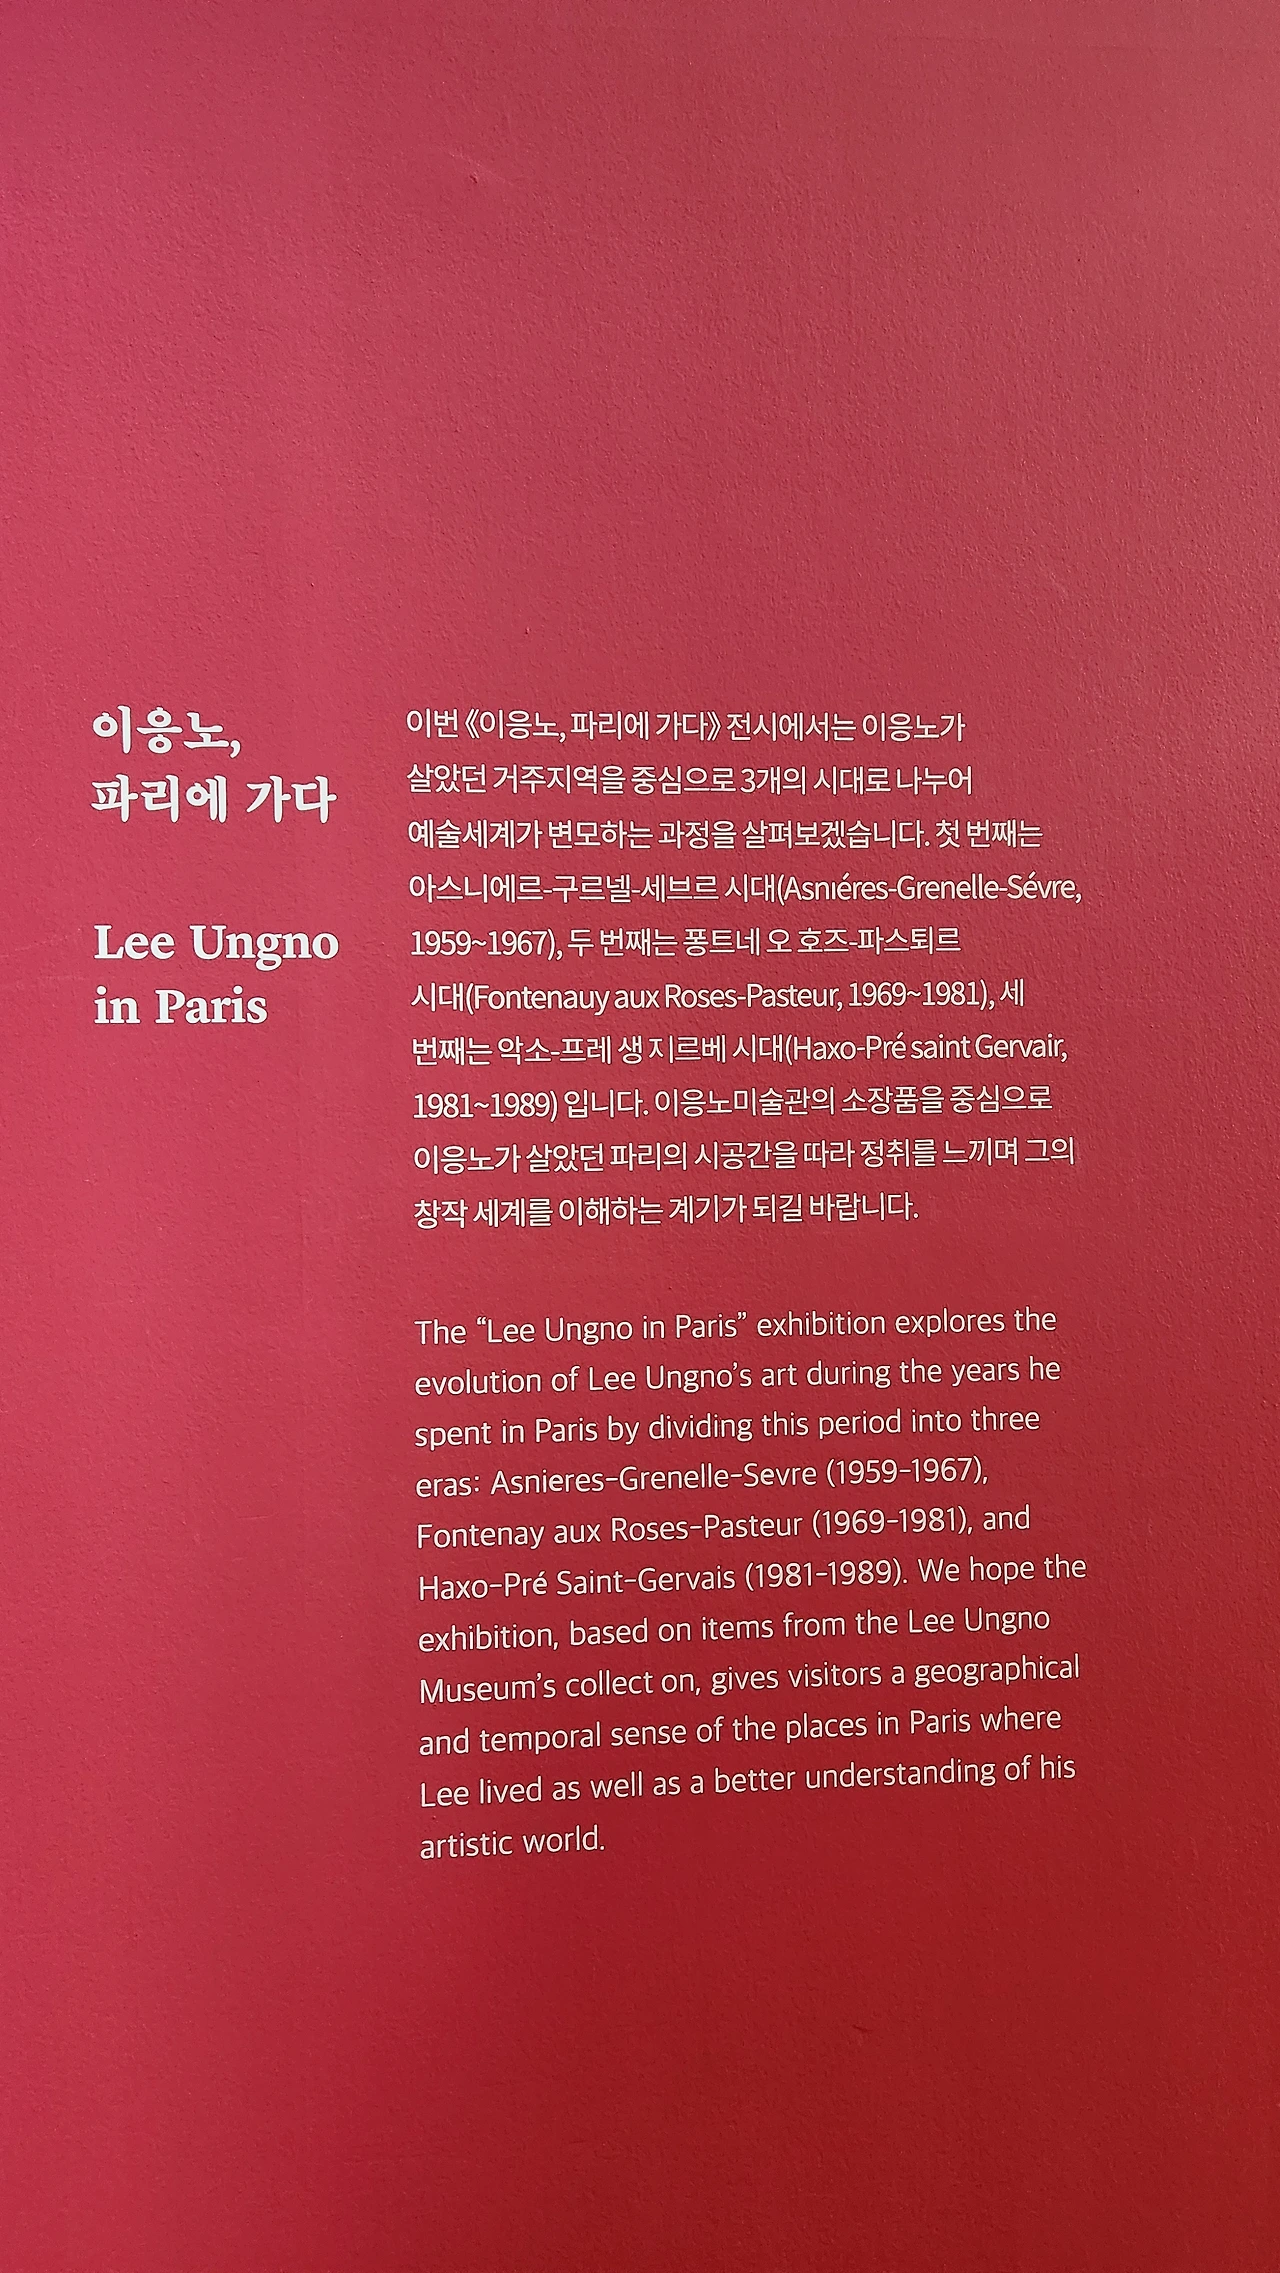 이응노,
파리에 가다
Lee Ungno
in Paris
이번 《이응노, 파리에 가다》 전시에서는 이응노가
살았던 거주지역을 중심으로 3개의 시대로 나누어
예술세계가 변모하는 과정을 살펴보겠습니다. 첫 번째는
아스니에르-구르넬-세브르 시대(Asniéres-Grenelle-Sévre,
1959~1967), 두 번째는 퐁트네 오 호즈-파스퇴르
시대(Fontenauy aux Roses-Pasteur, 1969~1981), 세
번째는 악소-프레 생 지르베 시대(Haxo-Pré saint Gervair,
1981~1989) 입니다. 이응노미술관의 소장품을 중심으로
이응노가 살았던 파리의 시공간을 따라 정취를 느끼며 그의
창작 세계를 이해하는 계기가 되길 바랍니다.
The “Lee Ungno in Paris” exhibition explores the
evolution of Lee Ungno’s art during the years he
spent in Paris by dividing this period into three
eras: Asnieres-Grenelle-Sevre (1959-1967),
Fontenay aux Roses-Pasteur (1969-1981), and
Haxo-Pré Saint-Gervais (1981-1989). We hope the
exhibition, based on items from the Lee Ungno
Museum’s collect on, gives visitors a geographical
and temporal sense of the places in Paris where
Lee lived as well as a better understanding of his
artistic world.